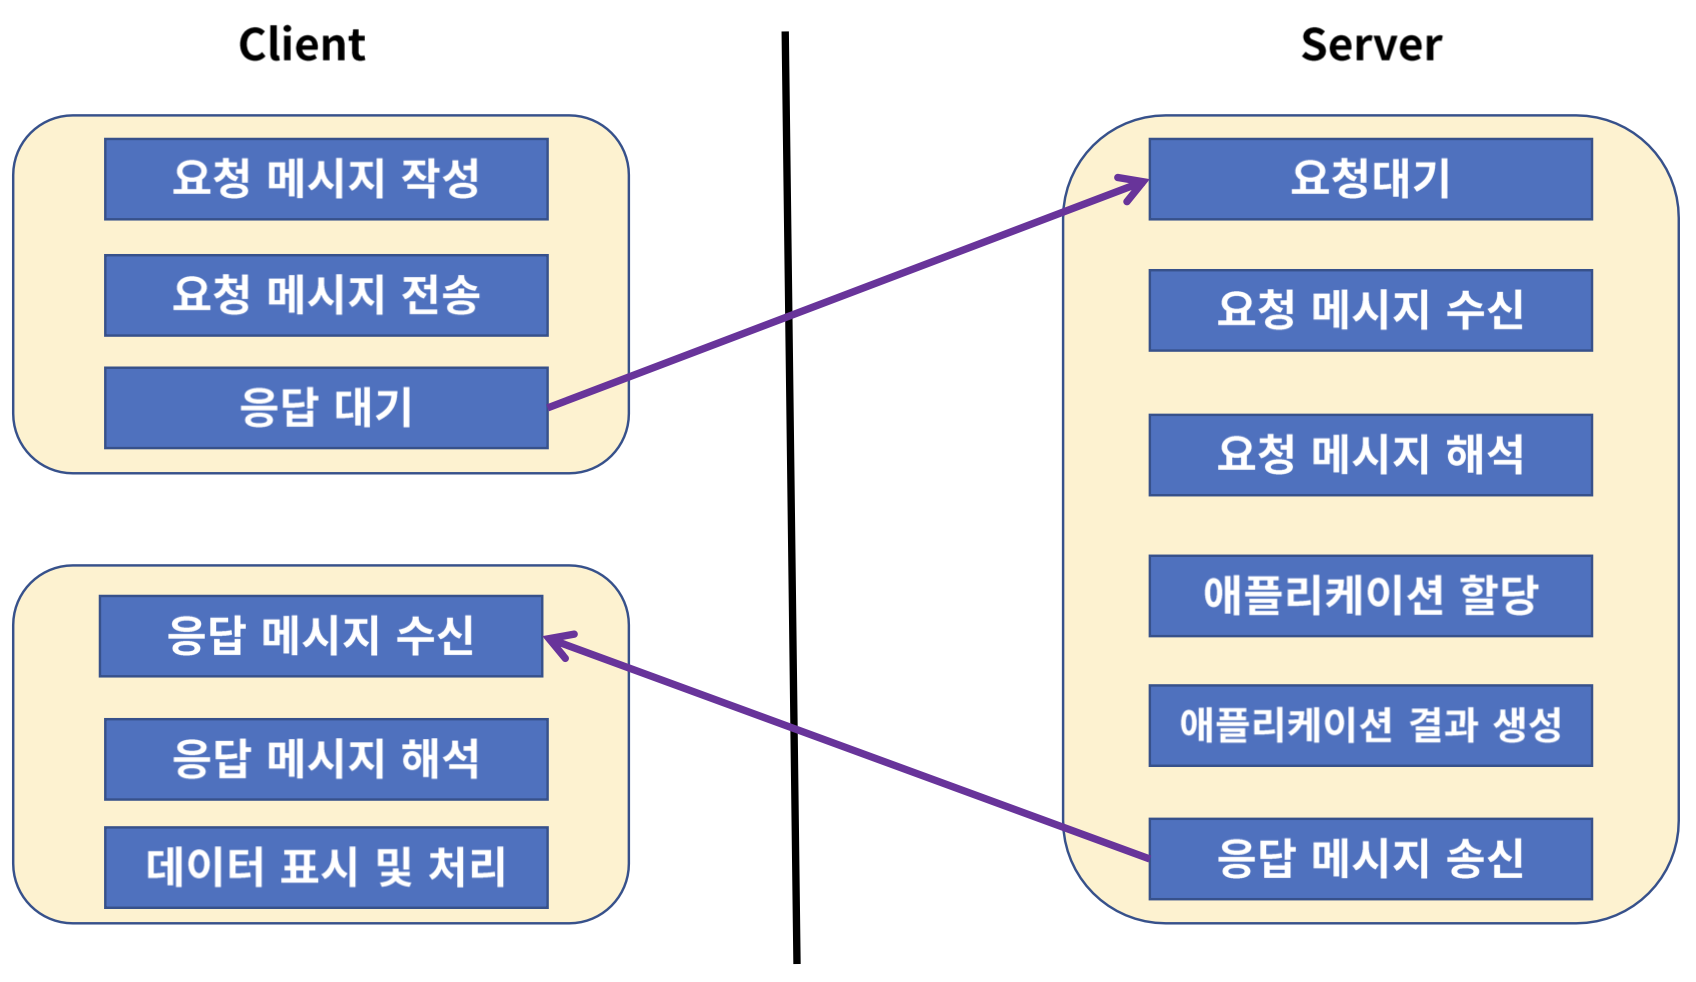 Client
요청 메시지 작성
요청 메시지 전송
응답 대기
응답 메시지 수신
응답 메시지 해석
데이터 표시 및 처리
Server
요청대기
요청 메시지 수신
요청 메시지 해석
애플리케이션 할당
애플리케이션 결과 생성
응답 메시지 송신